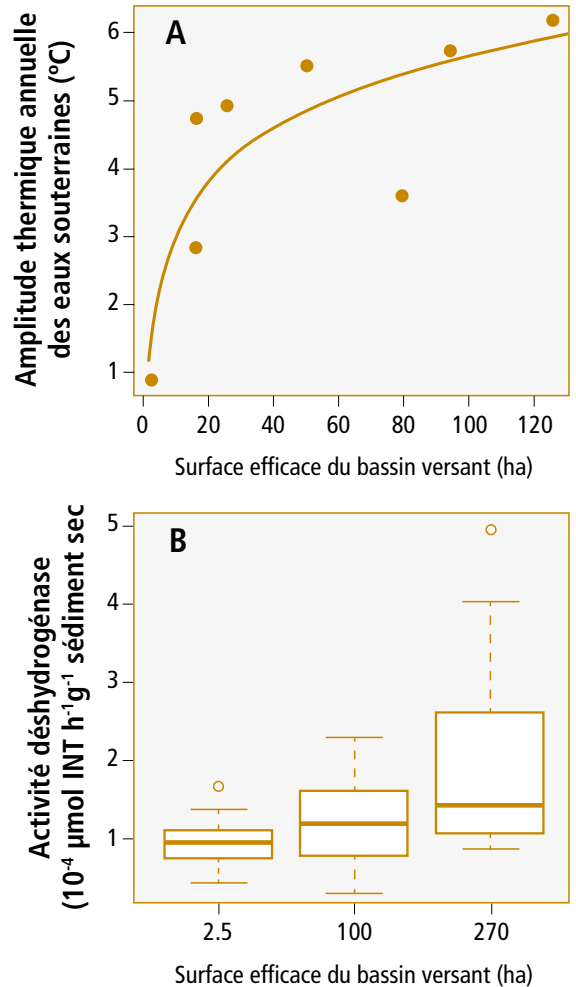 A
Amplitude thermique annuelle
des eaux souterraines (°C)
6
5
4
3
2
1
0 20 40 60 80 100 120
Surface efficace du bassin versant (ha)
B
Activité déshydrogénase
(10⁻⁴ µmol INT h⁻¹g⁻¹ sédiment sec
5
4
3
2
1
2.5 100 270
Surface efficace du bassin versant (ha)